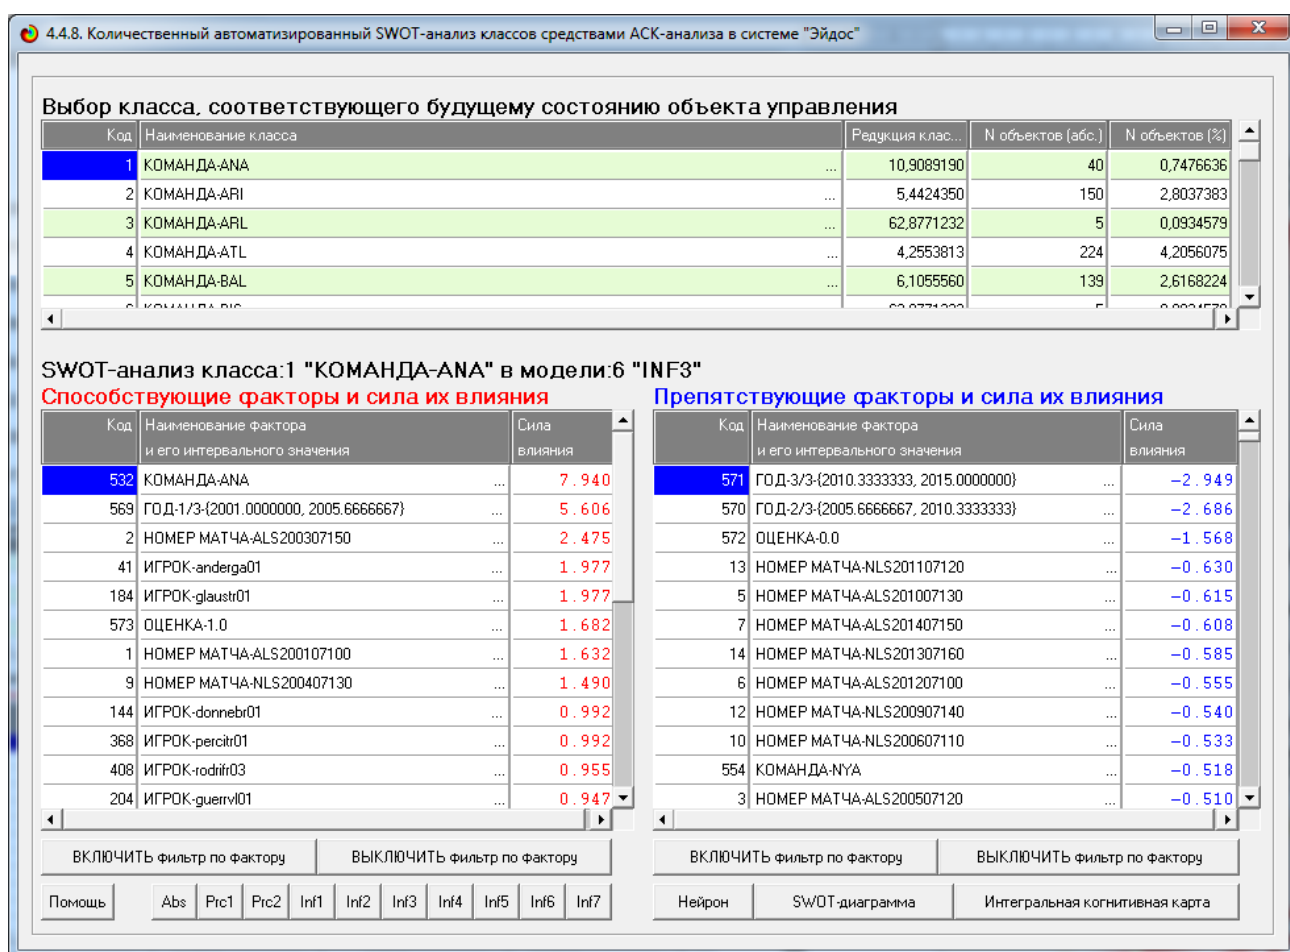 4.4.8. Количественный автоматизированный SWOT-анализ классов средствами АСК-анализа в системе "Эйдос"
Выбор класса, соответствующего будущему состоянию объекта управления
Код Наименование класса Редукция клас... N объектов (абс.) N объектов (%)
1 КОМАНДА-ANA ... 10,9089190 40 0,7476636
2 КОМАНДА-ARI ... 5,4424350 150 2,8037383
3 КОМАНДА-ARL ... 62,8771232 5 0,0934579
4 КОМАНДА-ATL ... 4,2553813 224 4,2056075
5 КОМАНДА-BAL ... 6,1055560 139 2,6168224
SWOT-анализ класса:1 "КОМАНДА-ANA" в модели:6 "INF3"
Способствующие факторы и сила их влияния
Код Наименование фактора Сила
и его интервального значения влияния
532 КОМАНДА-ANA ... 7.940
569 ГОД-1/3-{2001.0000000, 2005.6666667} ... 5.606
2 НОМЕР МАТЧА-ALS200307150 ... 2.475
41 ИГРОК-anderga01 ... 1.977
184 ИГРОК-glaustr01 ... 1.977
573 ОЦЕНКА-1.0 ... 1.682
1 НОМЕР МАТЧА-ALS200107100 ... 1.632
9 НОМЕР МАТЧА-NLS200407130 ... 1.490
144 ИГРОК-donnebr01 ... 0.992
368 ИГРОК-percitr01 ... 0.992
408 ИГРОК-rodrifr03 ... 0.955
204 ИГРОК-guerrvl01 ... 0.947
ВКЛЮЧИТЬ фильтр по фактору ВЫКЛЮЧИТЬ фильтр по фактору
Помощь Abs Prc1 Prc2 Inf1 Inf2 Inf3 Inf4 Inf5 Inf6 Inf7
Препятствующие факторы и сила их влияния
Код Наименование фактора Сила
и его интервального значения влияния
571 ГОД-3/3-{2010.3333333, 2015.0000000} ... -2.949
570 ГОД-2/3-{2005.6666667, 2010.3333333} ... -2.686
572 ОЦЕНКА-0.0 ... -1.568
13 НОМЕР МАТЧА-NLS201107120 ... -0.630
5 НОМЕР МАТЧА-ALS201007130 ... -0.615
7 НОМЕР МАТЧА-ALS201407150 ... -0.608
14 НОМЕР МАТЧА-NLS201307160 ... -0.585
6 НОМЕР МАТЧА-ALS201207100 ... -0.555
12 НОМЕР МАТЧА-NLS200907140 ... -0.540
10 НОМЕР МАТЧА-NLS200607110 ... -0.533
554 КОМАНДА-NYA ... -0.518
3 НОМЕР МАТЧА-ALS200507120 ... -0.510
ВКЛЮЧИТЬ фильтр по фактору ВЫКЛЮЧИТЬ фильтр по фактору
Нейрон SWOT-диаграмма Интегральная когнитивная карта